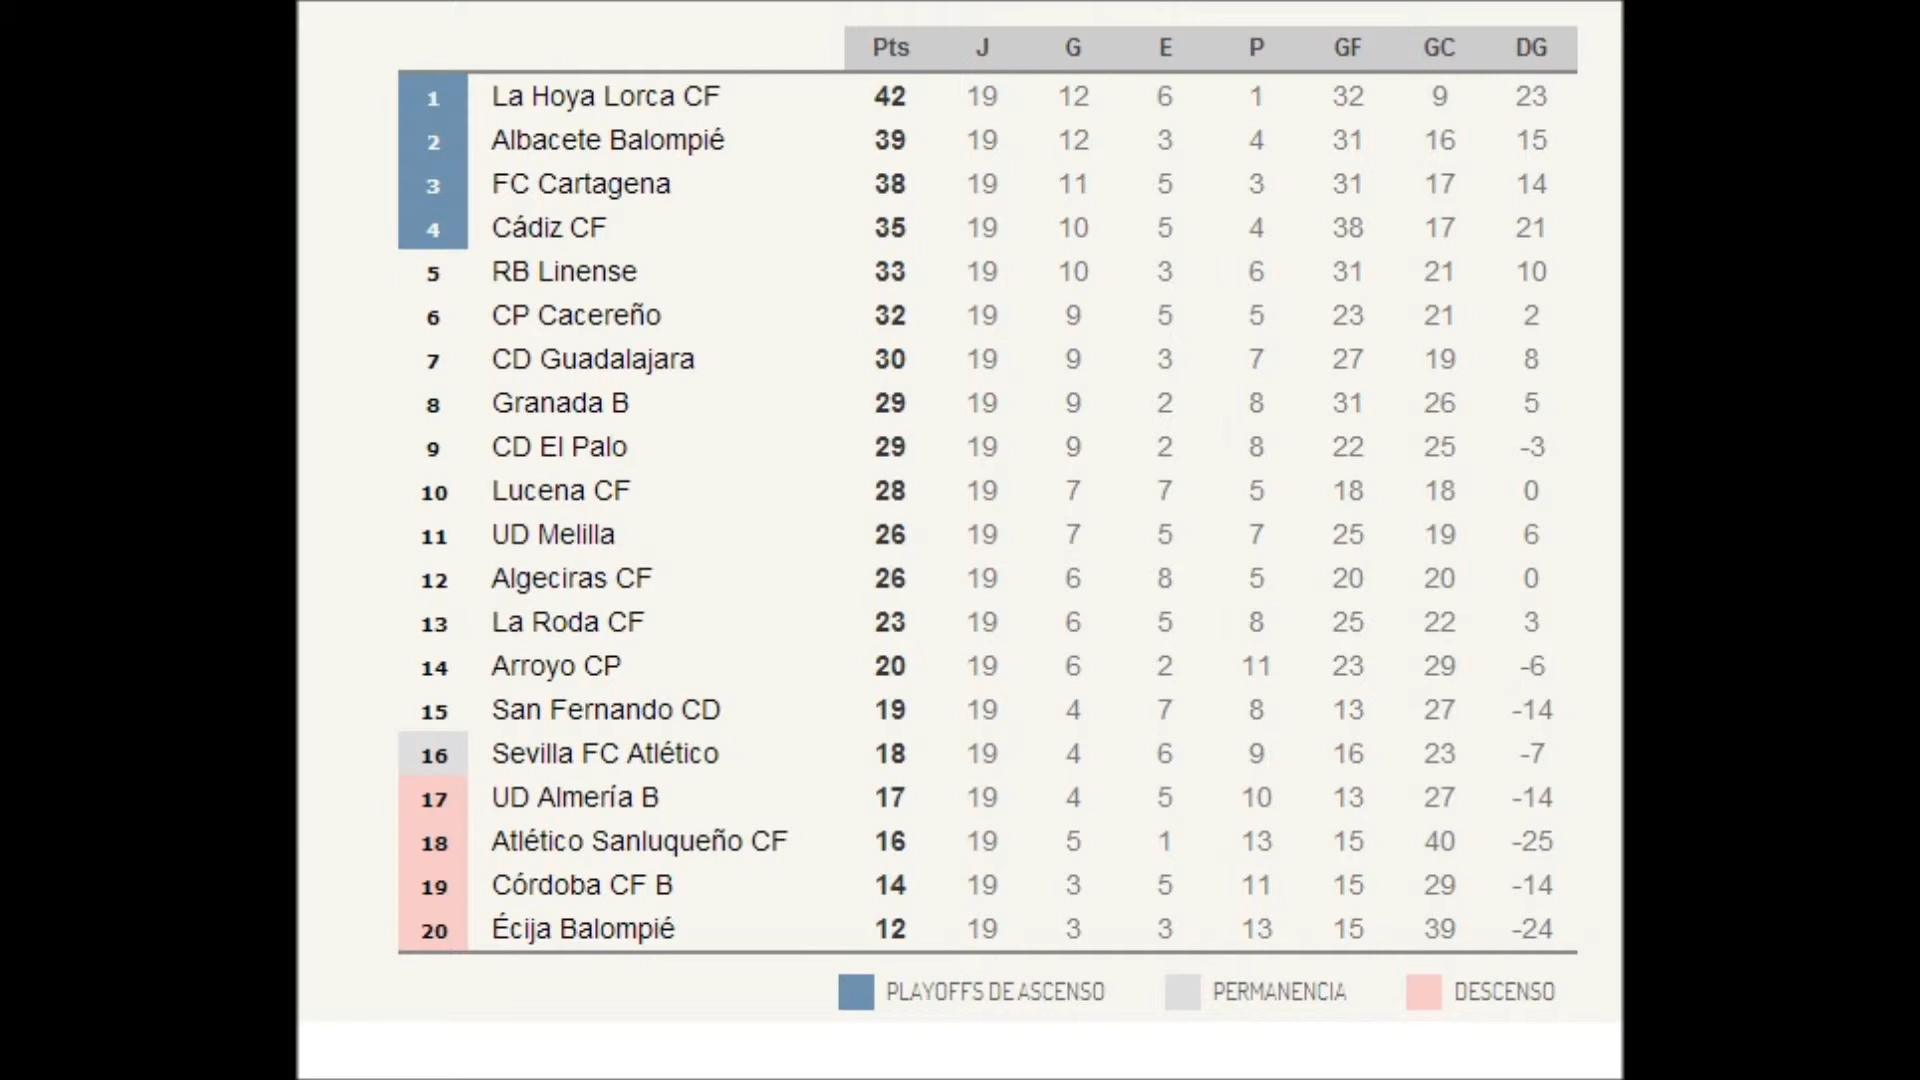 Pts J G E P GF GC DG
1 La Hoya Lorca CF 42 19 12 6 1 32 9 23
2 Albacete Balompié 39 19 12 3 4 31 16 15
3 FC Cartagena 38 19 11 5 3 31 17 14
4 Cádiz CF 35 19 10 5 4 38 17 21
5 RB Linense 33 19 10 3 6 31 21 10
6 CP Cacereño 32 19 9 5 5 23 21 2
7 CD Guadalajara 30 19 9 3 7 27 19 8
8 Granada B 29 19 9 2 8 31 26 5
9 CD El Palo 29 19 9 2 8 22 25 -3
10 Lucena CF 28 19 7 7 5 18 18 0
11 UD Melilla 26 19 7 5 7 25 19 6
12 Algeciras CF 26 19 6 8 5 20 20 0
13 La Roda CF 23 19 6 5 8 25 22 3
14 Arroyo CP 20 19 6 2 11 23 29 -6
15 San Fernando CD 19 19 4 7 8 13 27 -14
16 Sevilla FC Atlético 18 19 4 6 9 16 23 -7
17 UD Almería B 17 19 4 5 10 13 27 -14
18 Atlético Sanluqueño CF 16 19 5 1 13 15 40 -25
19 Córdoba CF B 14 19 3 5 11 15 29 -14
20 Écija Balompié 12 19 3 3 13 15 39 -24
PLAYOFFS DE ASCENSO PERMANENCIA DESCENSO